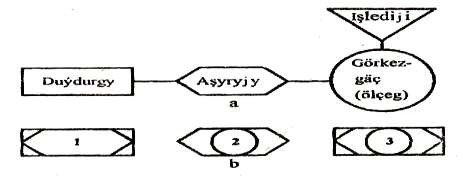 Işlediji
Duýdurgy
Aşyryjy
Görkez-
gäç
(ölçeg)
a
1
2
3
b